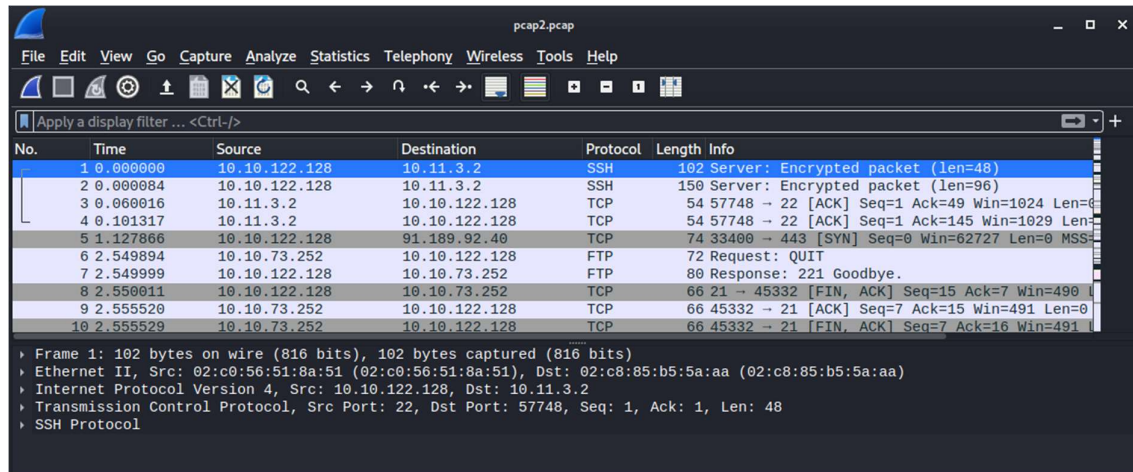 pcap2.pcap
File Edit View Go Capture Analyze Statistics Telephony Wireless Tools Help
Apply a display filter ... <Ctrl-/>
No. Time Source Destination Protocol Length Info
1 0.000000 10.10.122.128 10.11.3.2 SSH 102 Server: Encrypted packet (len=48)
2 0.000084 10.10.122.128 10.11.3.2 SSH 150 Server: Encrypted packet (len=96)
3 0.060016 10.11.3.2 10.10.122.128 TCP 54 57748 → 22 [ACK] Seq=1 Ack=49 Win=1024 Len=
4 0.101317 10.11.3.2 10.10.122.128 TCP 54 57748 → 22 [ACK] Seq=1 Ack=145 Win=1029 Len=
5 1.127866 10.10.122.128 91.189.92.40 TCP 74 33400 → 443 [SYN] Seq=0 Win=62727 Len=0 MSS=
6 2.549894 10.10.73.252 10.10.122.128 FTP 72 Request: QUIT
7 2.549999 10.10.122.128 10.10.73.252 FTP 80 Response: 221 Goodbye.
8 2.550011 10.10.122.128 10.10.73.252 TCP 66 21 → 45332 [FIN, ACK] Seq=15 Ack=7 Win=490
9 2.555520 10.10.73.252 10.10.122.128 TCP 66 45332 → 21 [ACK] Seq=7 Ack=15 Win=491 Len=0
10 2.555529 10.10.73.252 10.10.122.128 TCP 66 45332 → 21 [FIN, ACK] Seq=7 Ack=16 Win=491
Frame 1: 102 bytes on wire (816 bits), 102 bytes captured (816 bits)
Ethernet II, Src: 02:c0:56:51:8a:51 (02:c0:56:51:8a:51), Dst: 02:c8:85:b5:5a:aa (02:c8:85:b5:5a:aa)
Internet Protocol Version 4, Src: 10.10.122.128, Dst: 10.11.3.2
Transmission Control Protocol, Src Port: 22, Dst Port: 57748, Seq: 1, Ack: 1, Len: 48
SSH Protocol